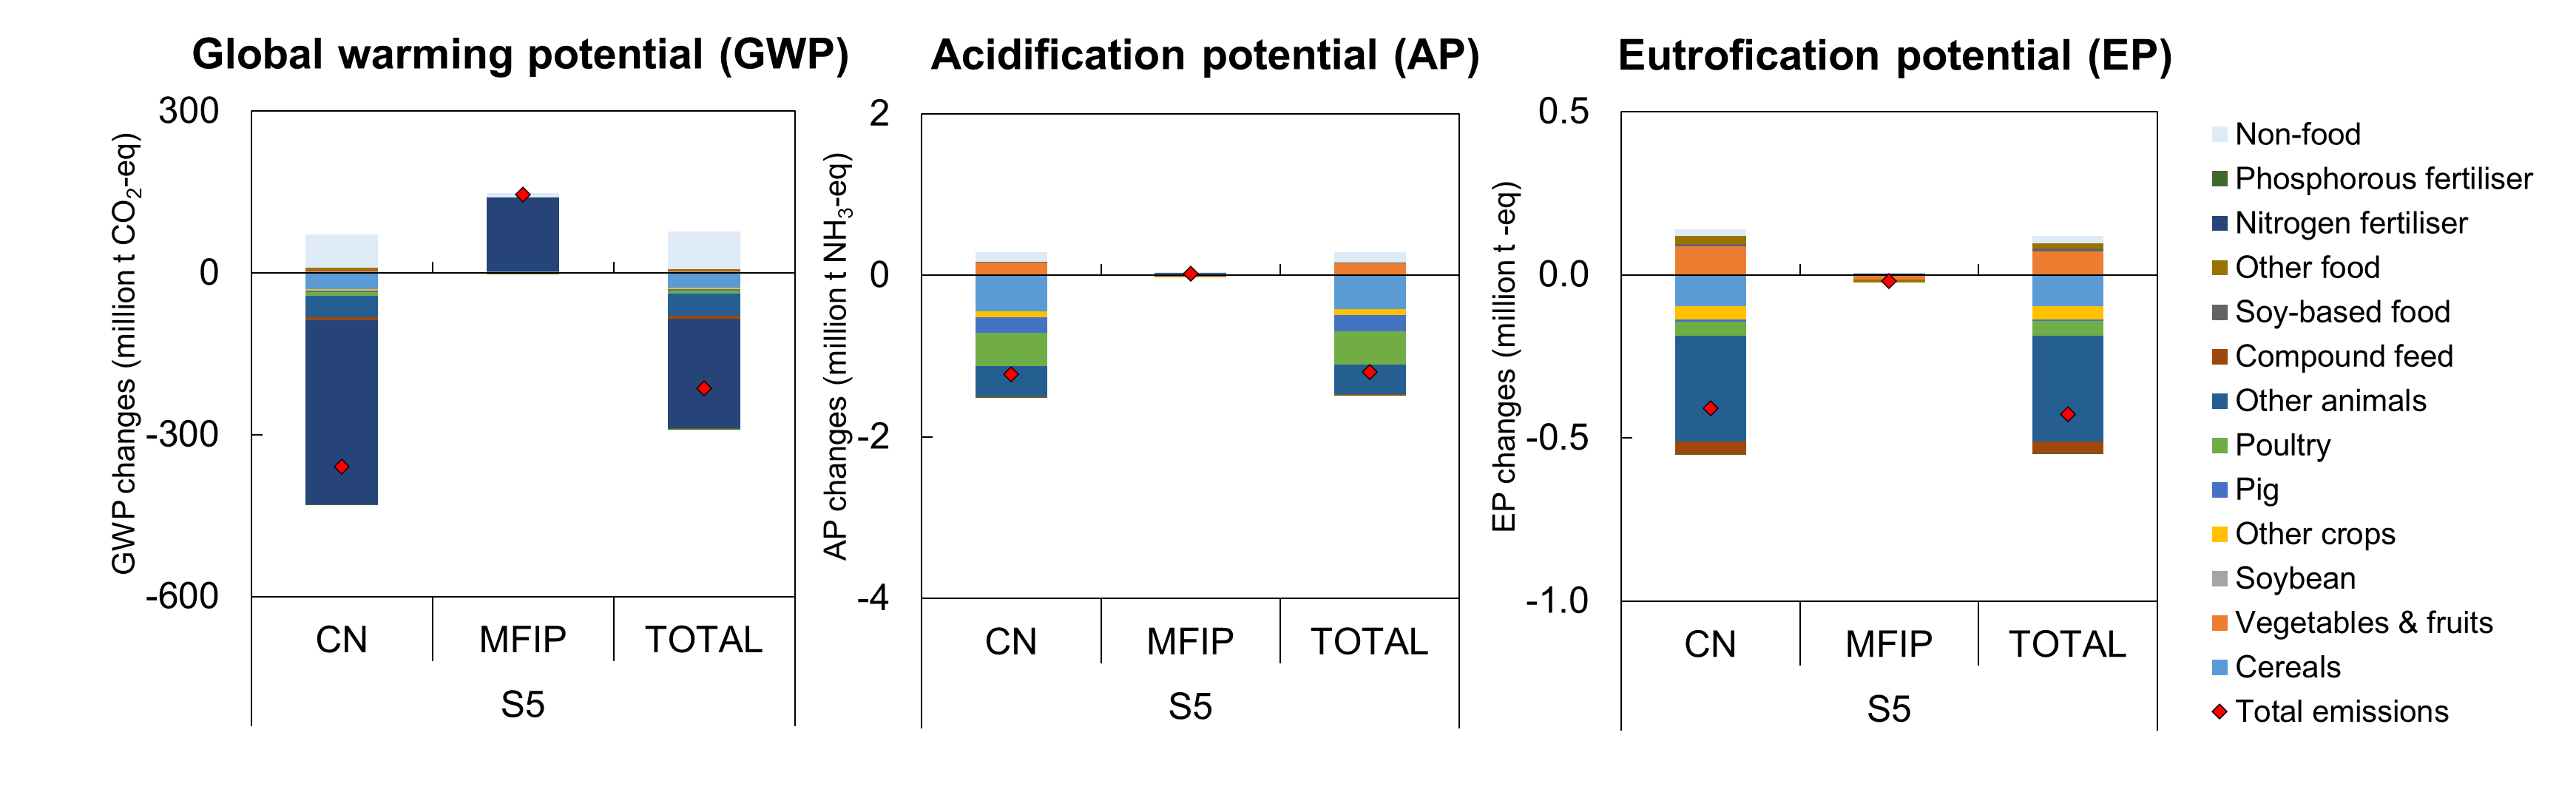 Global warming potential (GWP)
GWP changes (million t CO2-eq)
300
0
-300
-600
CN
MFIP
TOTAL
S5
Acidification potential (AP)
AP changes (million t NH3-eq)
2
0
-2
-4
CN
MFIP
TOTAL
S5
Eutrofication potential (EP)
EP changes (million t -eq)
0.5
0.0
-0.5
-1.0
CN
MFIP
TOTAL
S5
Non-food
Phosphorous fertiliser
Nitrogen fertiliser
Other food
Soy-based food
Compound feed
Other animals
Poultry
Pig
Other crops
Soybean
Vegetables & fruits
Cereals
Total emissions